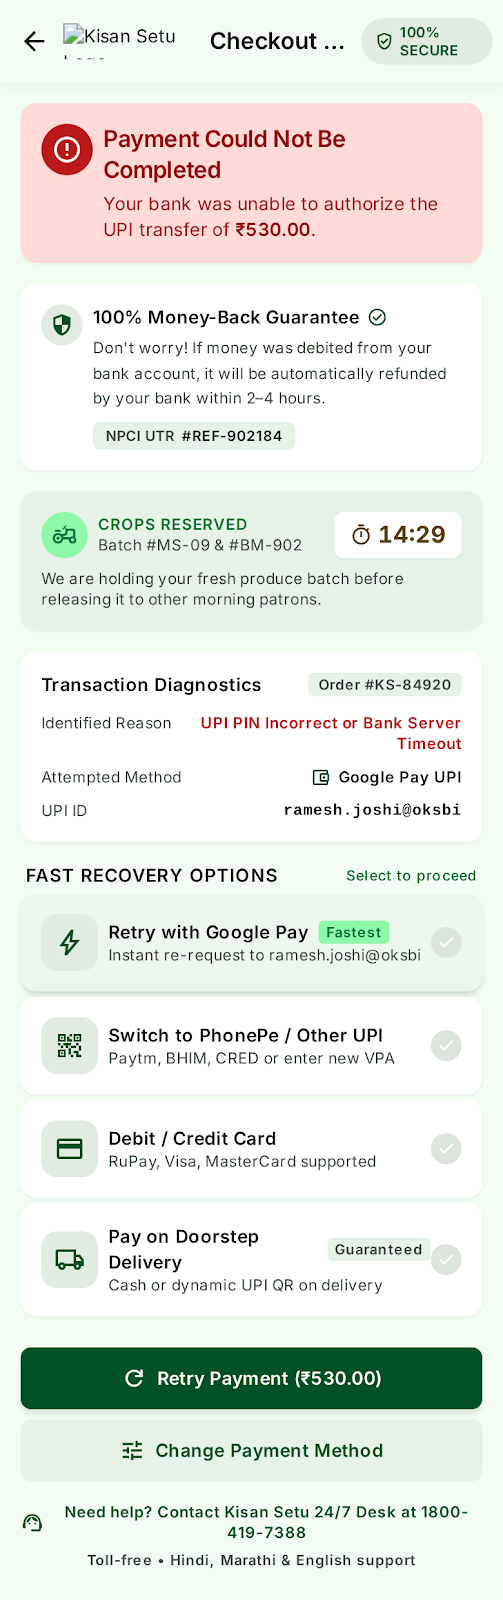 Kisan Setu
Checkout ...
100%
SECURE
Payment Could Not Be
Completed
Your bank was unable to authorize the
UPI transfer of ₹530.00.
100% Money-Back Guarantee
Don't worry! If money was debited from your
bank account, it will be automatically refunded
by your bank within 2–4 hours.
NPCI UTR #REF-902184
CROPS RESERVED
Batch #MS-09 & #BM-902
14:29
We are holding your fresh produce batch before
releasing it to other morning patrons.
Transaction Diagnostics
Order #KS-84920
Identified Reason
UPI PIN Incorrect or Bank Server
Timeout
Attempted Method
Google Pay UPI
UPI ID
ramesh.joshi@oksbi
FAST RECOVERY OPTIONS
Select to proceed
Retry with Google Pay
Fastest
Instant re-request to ramesh.joshi@oksbi
Switch to PhonePe / Other UPI
Paytm, BHIM, CRED or enter new VPA
Debit / Credit Card
RuPay, Visa, MasterCard supported
Pay on Doorstep
Delivery
Guaranteed
Cash or dynamic UPI QR on delivery
Retry Payment (₹530.00)
Change Payment Method
Need help? Contact Kisan Setu 24/7 Desk at 1800-
419-7388
Toll-free • Hindi, Marathi & English support